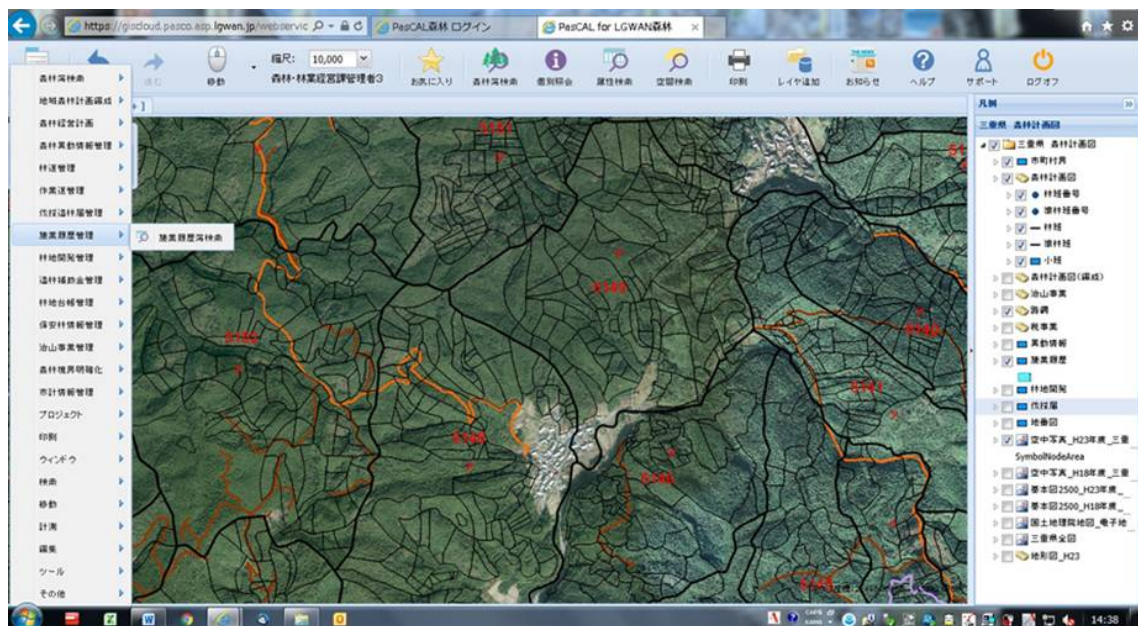 https://giscloud.pasco.asp.lgwan.jp/webservic
PasCAL森林 ログイン
PasCAL for LGWAN森林
進む
移動
縮尺: 10,000
森林・林業経営課管理者3
お気に入り
森林簿検索
個別照会
属性検索
空間検索
印刷
レイヤ追加
お知らせ
ヘルプ
サポート
ログオフ
森林簿検索
地域森林計画編成
森林経営計画
森林異動情報管理
林道管理
作業道管理
伐採造林届管理
施業履歴管理
施業履歴簿検索
林地開発管理
造林補助金管理
林地台帳管理
保安林情報管理
治山事業管理
森林境界明確化
市計情報管理
プロジェクト
印刷
ウィンドウ
検索
移動
計測
編集
ツール
その他
5151
5152
凡例
三重県 森林計画図
三重県 森林計画図
市町村界
森林計画図
林班番号
準林班番号
林班
準林班
小班
森林計画図(編成)
治山事業
路網
税事業
異動情報
施業履歴
林地開発
伐採届
地番図
空中写真_H23年度_三重
SymbolNodeArea
空中写真_H18年度_三重
基本図2500_H23年度_
基本図2500_H18年度_
国土地理院地図_電子地
三重県全図
地形図_H23
CAPS
KANA
14:38